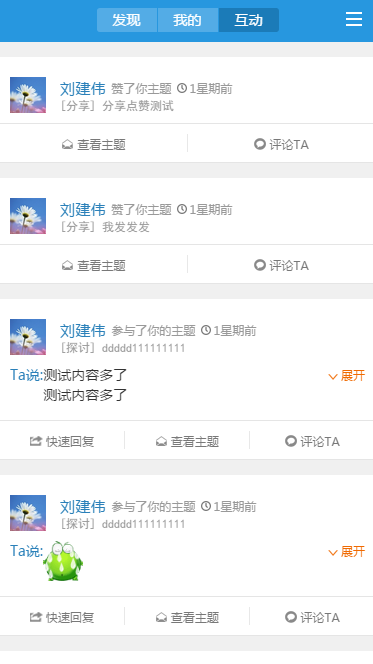 发现 我的 互动
刘建伟 赞了你主题 1星期前
[分享] 分享点赞测试
查看主题 评论TA
刘建伟 赞了你主题 1星期前
[分享] 我发发发
查看主题 评论TA
刘建伟 参与了你的主题 1星期前
[探讨] ddddd111111111
Ta说:测试内容多了 展开
测试内容多了
快速回复 查看主题 评论TA
刘建伟 参与了你的主题 1星期前
[探讨] ddddd111111111
Ta说: 展开
快速回复 查看主题 评论TA